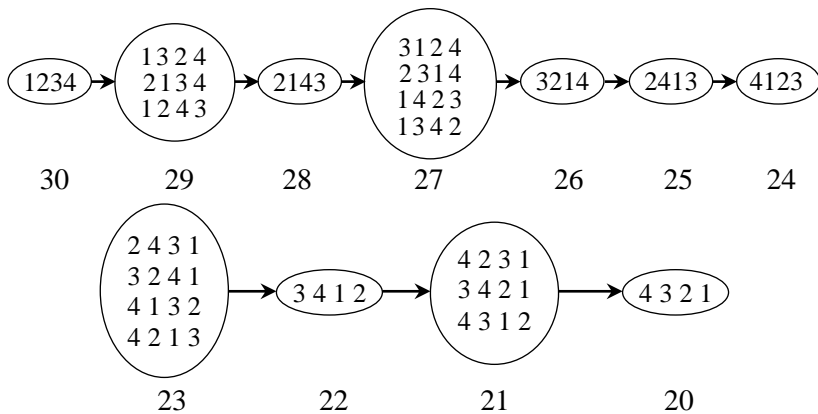 1234
1 3 2 4
2 1 3 4
1 2 4 3
2143
3 1 2 4
2 3 1 4
1 4 2 3
1 3 4 2
3214
2413
4123
30 29 28 27 26 25 24
2 4 3 1
3 2 4 1
4 1 3 2
4 2 1 3
3 4 1 2
4 2 3 1
3 4 2 1
4 3 1 2
4 3 2 1
23 22 21 20